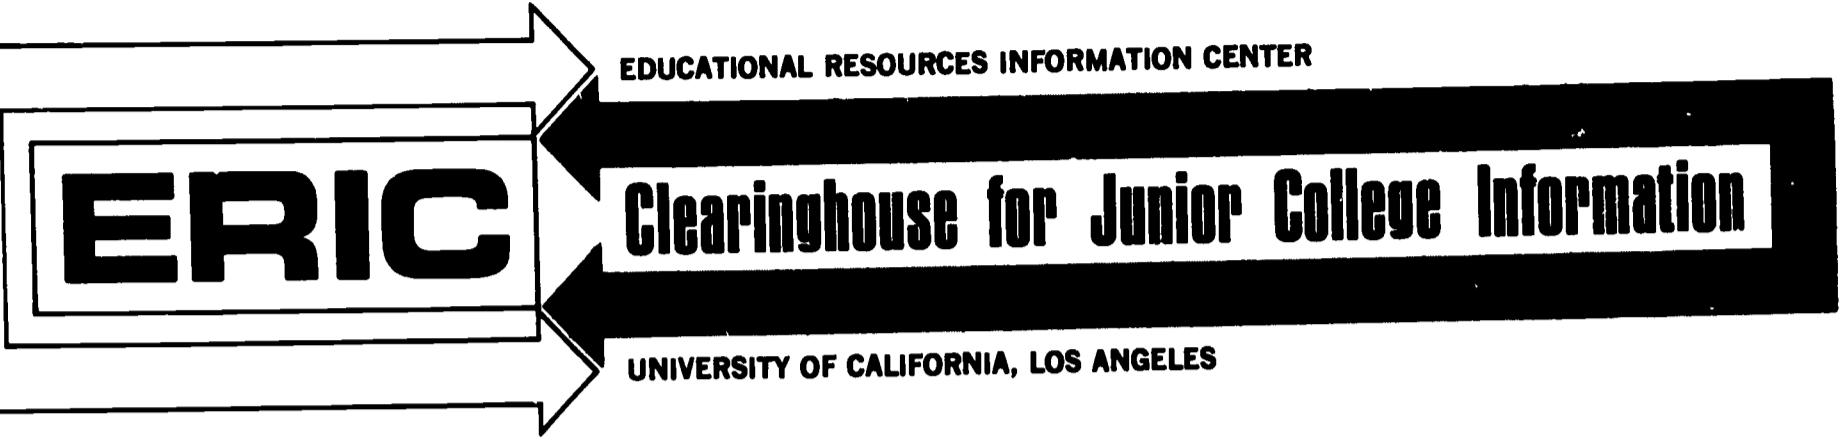 EDUCATIONAL RESOURCES INFORMATION CENTER
ERIC
Clearinghouse for Junior College Information
UNIVERSITY OF CALIFORNIA, LOS ANGELES